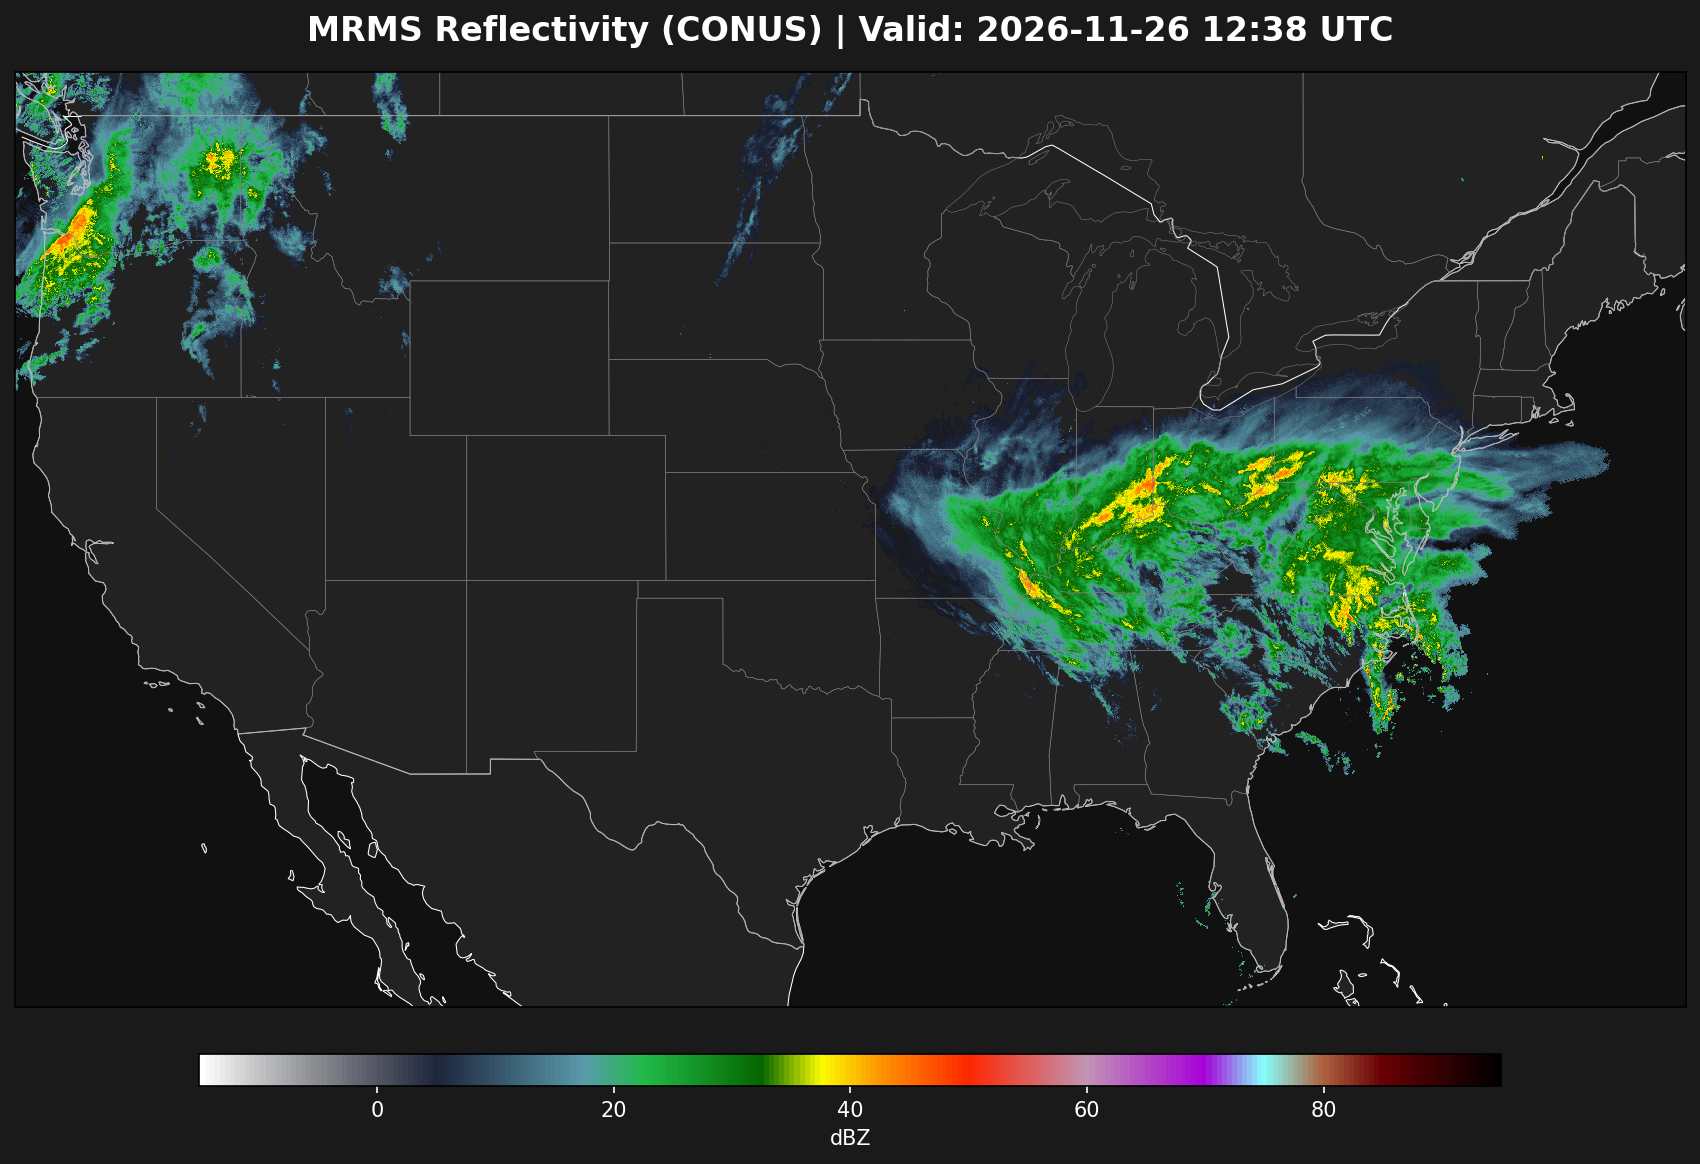 MRMS Reflectivity (CONUS) | Valid: 2026-11-26 12:38 UTC
0 20 40 60 80
dBZ